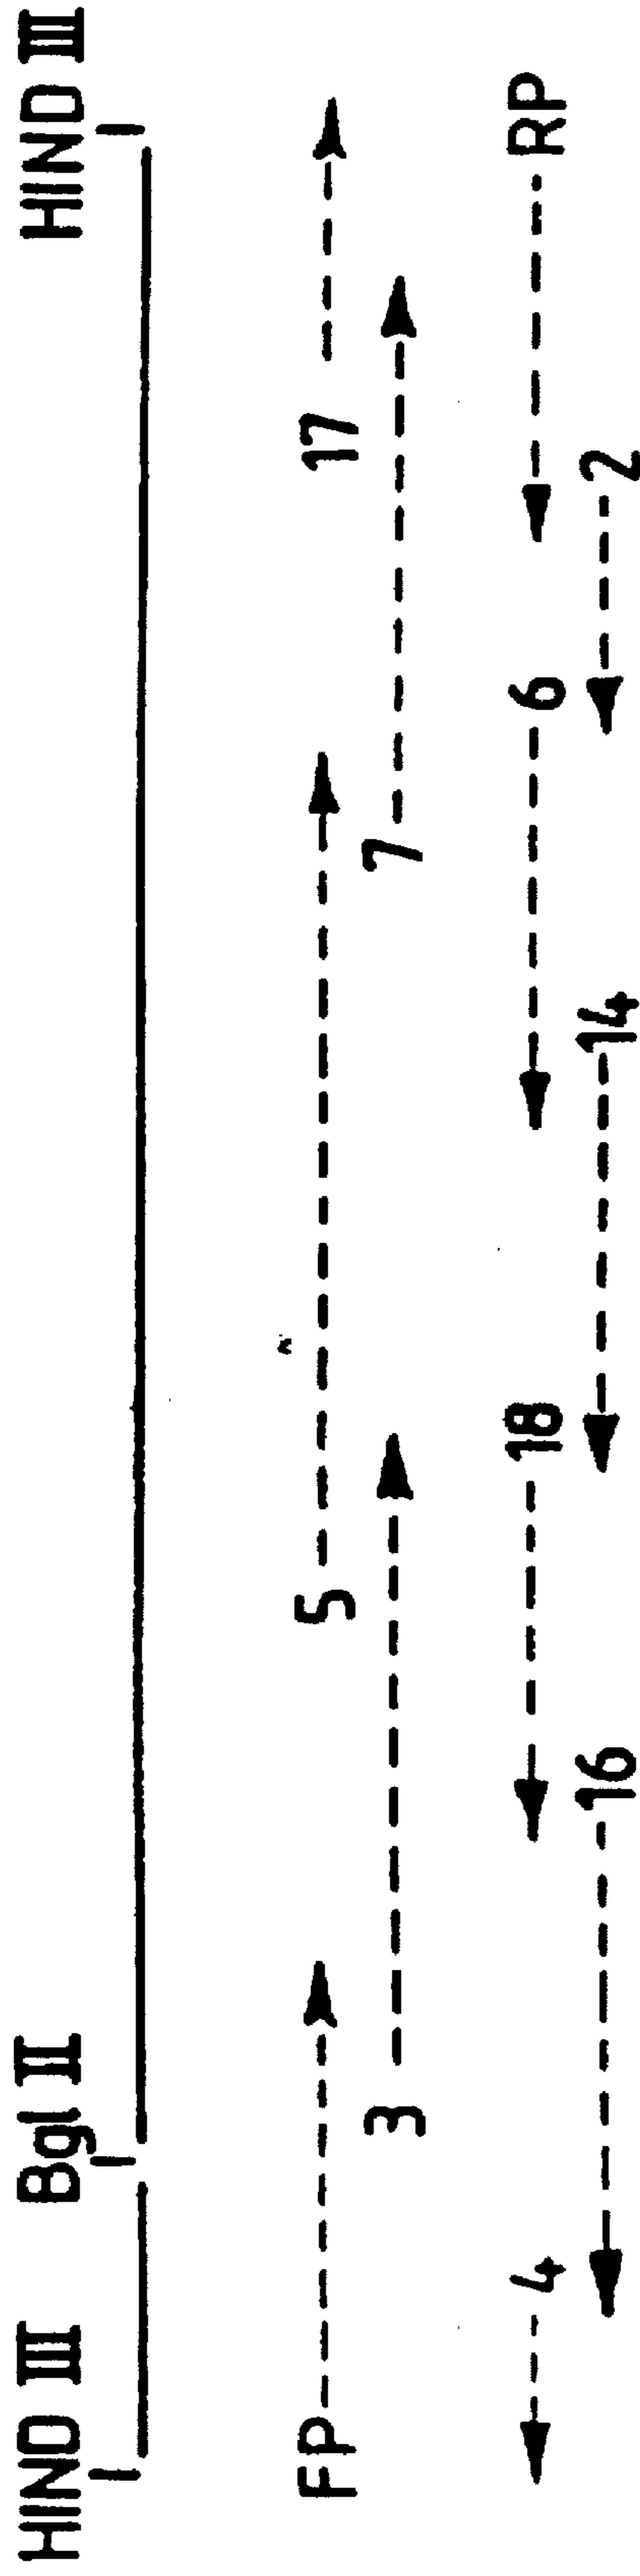 HIND III Bgl II HIND III
FP 5 17
3 7
4 18 6 RP
16 14 2